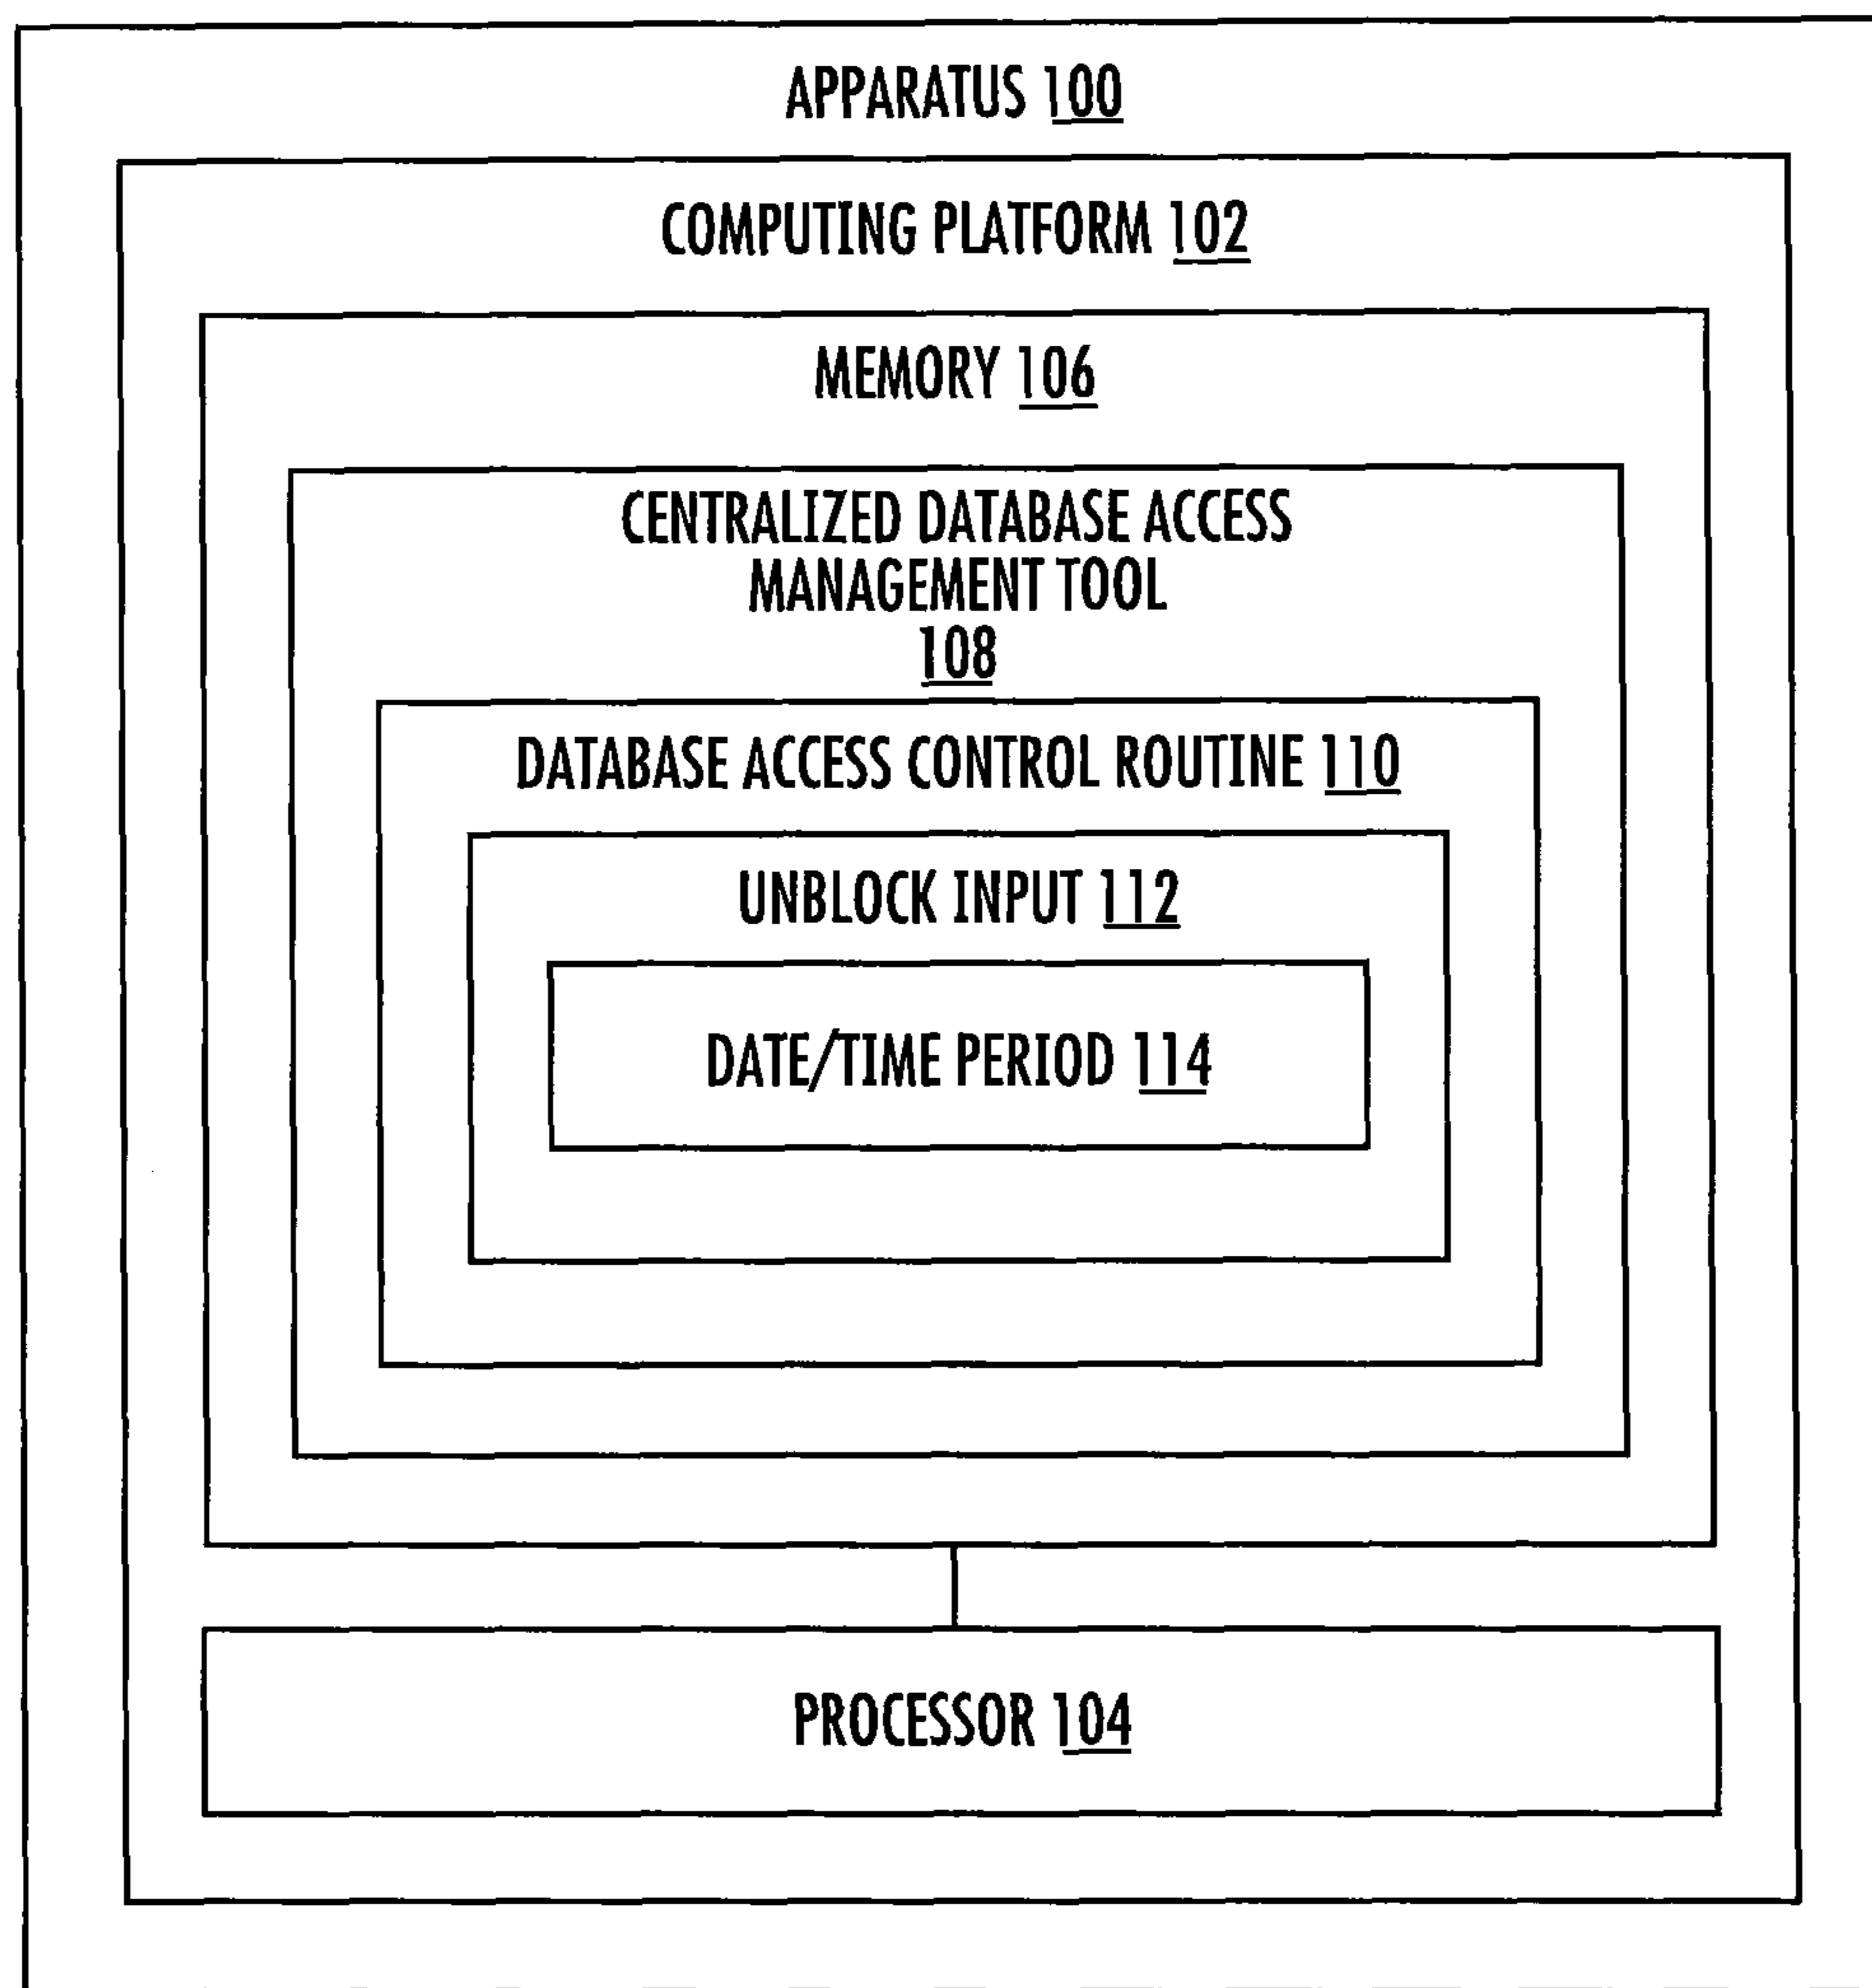 APPARATUS 100
COMPUTING PLATFORM 102
MEMORY 106
CENTRALIZED DATABASE ACCESS
MANAGEMENT TOOL
108
DATABASE ACCESS CONTROL ROUTINE 110
UNBLOCK INPUT 112
DATE/TIME PERIOD 114
PROCESSOR 104